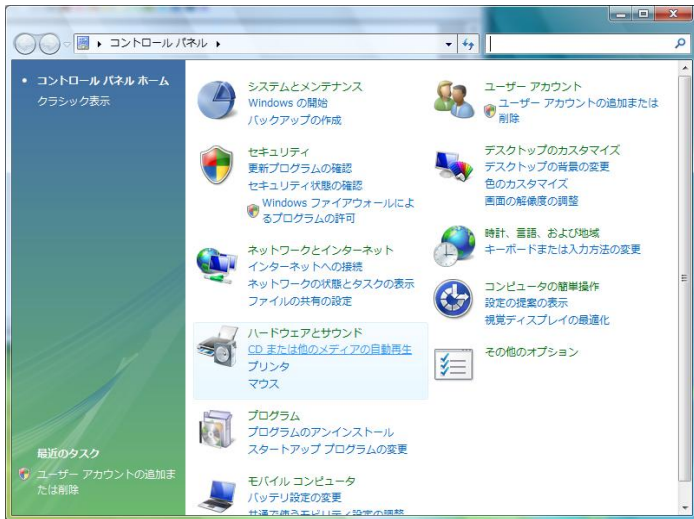 コントロール パネル
コントロール パネル ホーム
クラシック表示
システムとメンテナンス
Windows の開始
バックアップの作成
セキュリティ
更新プログラムの確認
セキュリティ状態の確認
Windows ファイアウォールによ
るプログラムの許可
ネットワークとインターネット
インターネットへの接続
ネットワークの状態とタスクの表示
ファイルの共有の設定
ハードウェアとサウンド
CD または他のメディアの自動再生
プリンタ
マウス
プログラム
プログラムのアンインストール
スタートアップ プログラムの変更
モバイル コンピュータ
バッテリ設定の変更
共通で使うモビリティ設定の調整
ユーザー アカウント
ユーザー アカウントの追加または
削除
デスクトップのカスタマイズ
デスクトップの背景の変更
色のカスタマイズ
画面の解像度の調整
時計、言語、および地域
キーボードまたは入力方法の変更
コンピュータの簡単操作
設定の提案の表示
視覚ディスプレイの最適化
その他のオプション
最近のタスク
ユーザー アカウントの追加ま
たは削除